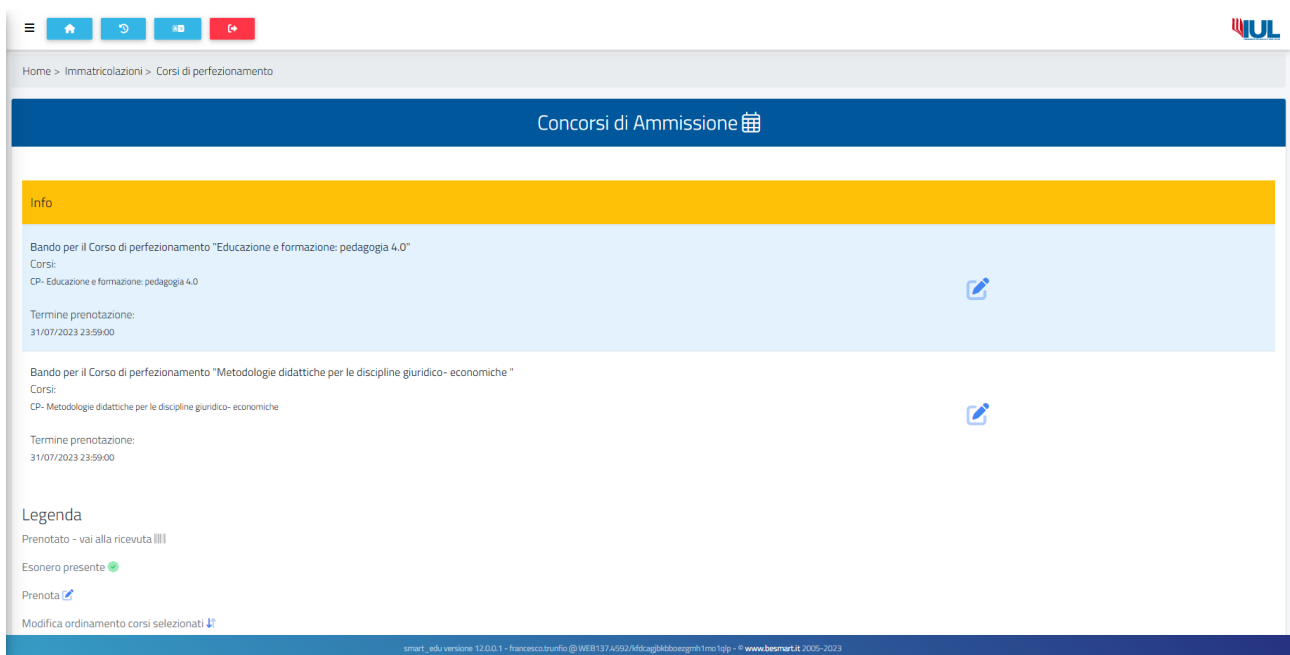 IUL
Home > Immatricolazioni > Corsi di perfezionamento
Concorsi di Ammissione
Info
Bando per il Corso di perfezionamento "Educazione e formazione: pedagogia 4.0"
Corsi:
CP- Educazione e formazione: pedagogia 4.0
Termine prenotazione:
31/07/2023 23:59:00
Bando per il Corso di perfezionamento "Metodologie didattiche per le discipline giuridico- economiche "
Corsi:
CP- Metodologie didattiche per le discipline giuridico- economiche
Termine prenotazione:
31/07/2023 23:59:00
Legenda
Prenotato - vai alla ricevuta
Esonero presente
Prenota
Modifica ordinamento corsi selezionati
smart_edu versione 12.0.0.1 - francesco.trunfio @ WEB137.4592/kfdcagjbkbboezgmh1mo1qlp - © www.besmart.it 2005-2023